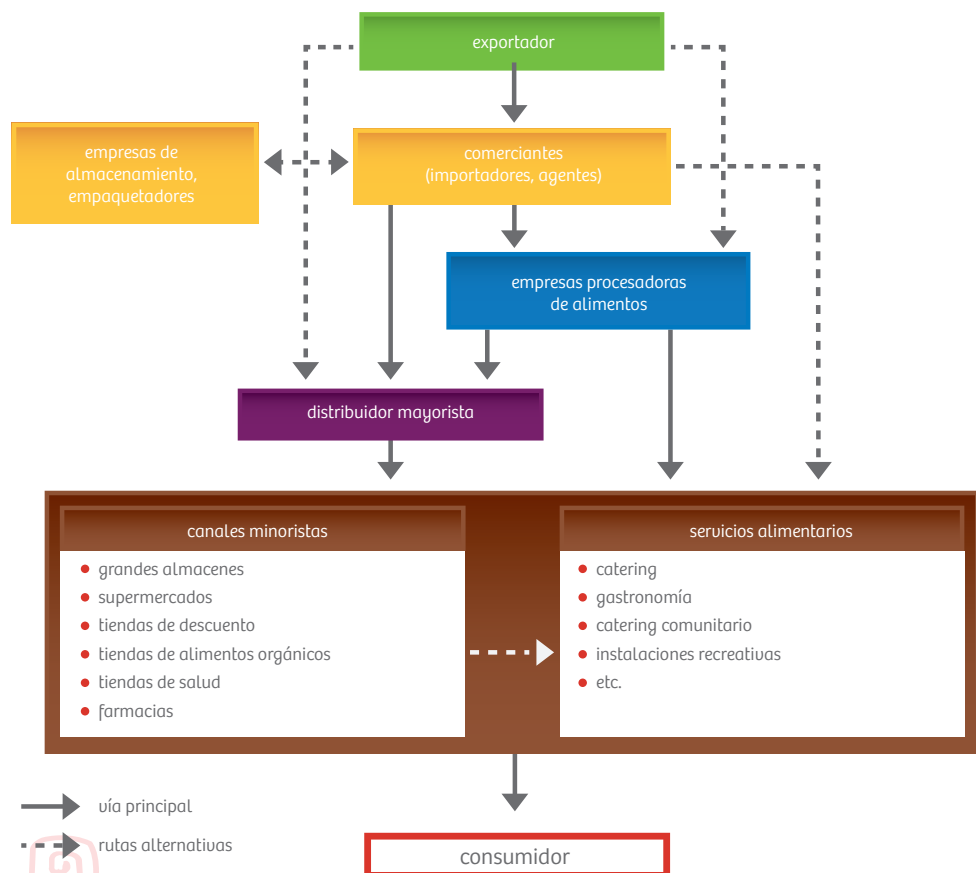 exportador
empresas de
almacenamiento,
empaquetadores
comerciantes
(importadores, agentes)
empresas procesadoras
de alimentos
distribuidor mayorista
canales minoristas
grandes almacenes
supermercados
tiendas de descuento
tiendas de alimentos orgánicos
tiendas de salud
farmacias
servicios alimentarios
catering
gastronomía
catering comunitario
instalaciones recreativas
etc.
vía principal
rutas alternativas
consumidor